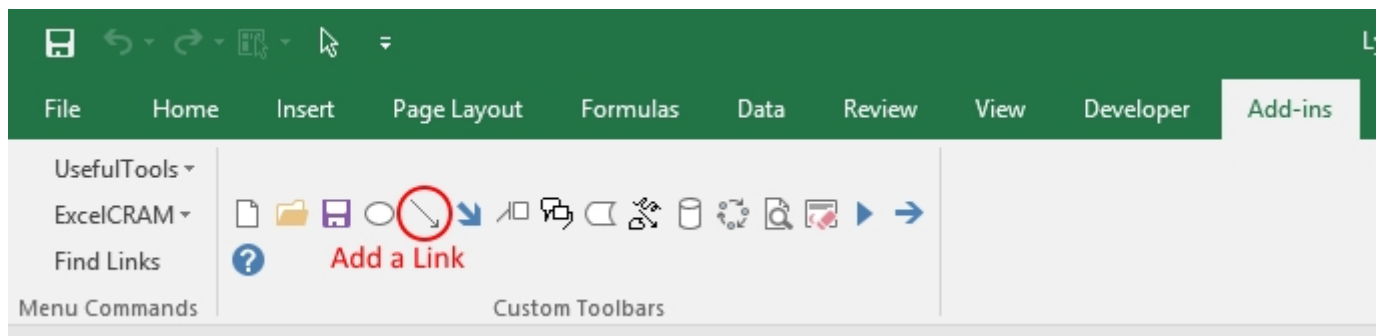 Ly
File Home Insert Page Layout Formulas Data Review View Developer Add-ins
UsefulTools
ExcelCRAM
Find Links
Add a Link
Menu Commands
Custom Toolbars